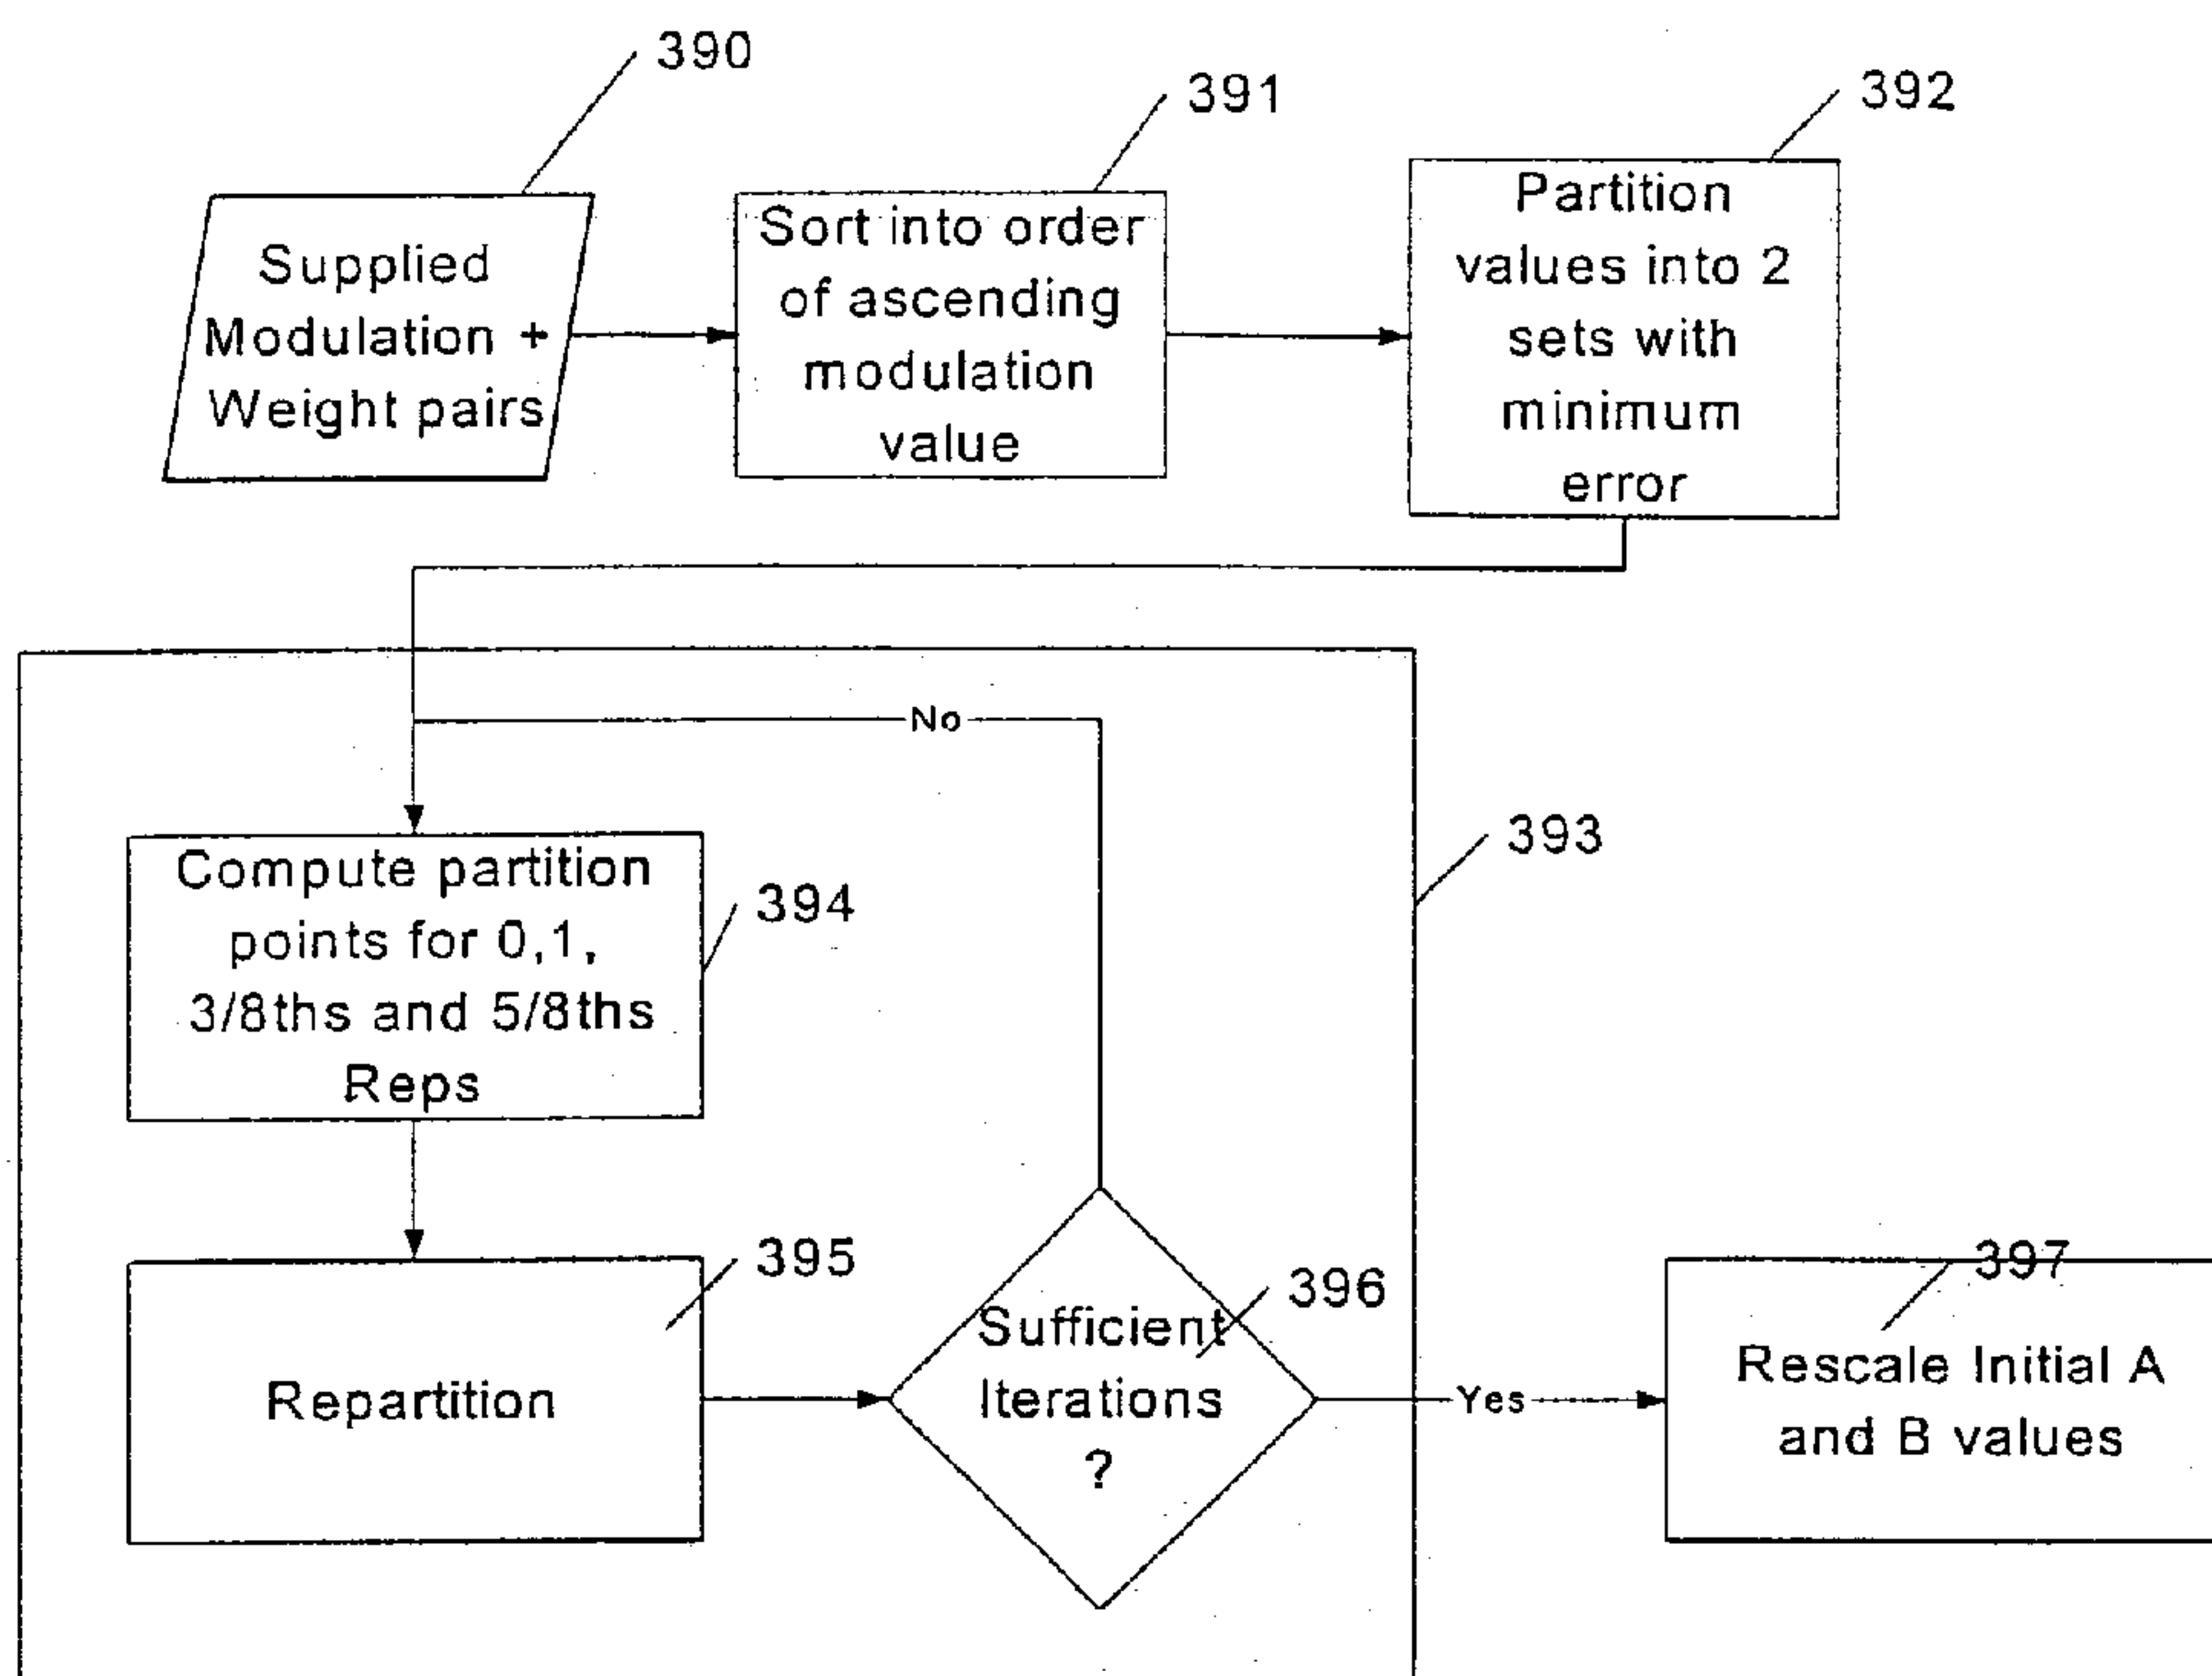 390
391
392
Supplied
Modulation +
Weight pairs
Sort into order
of ascending
modulation
value
Partition
values into 2
sets with
minimum
error
No
393
Compute partition
points for 0,1,
3/8ths and 5/8ths
Reps
394
395
Repartition
396
Sufficient
Iterations
?
Yes
397
Rescale Initial A
and B values